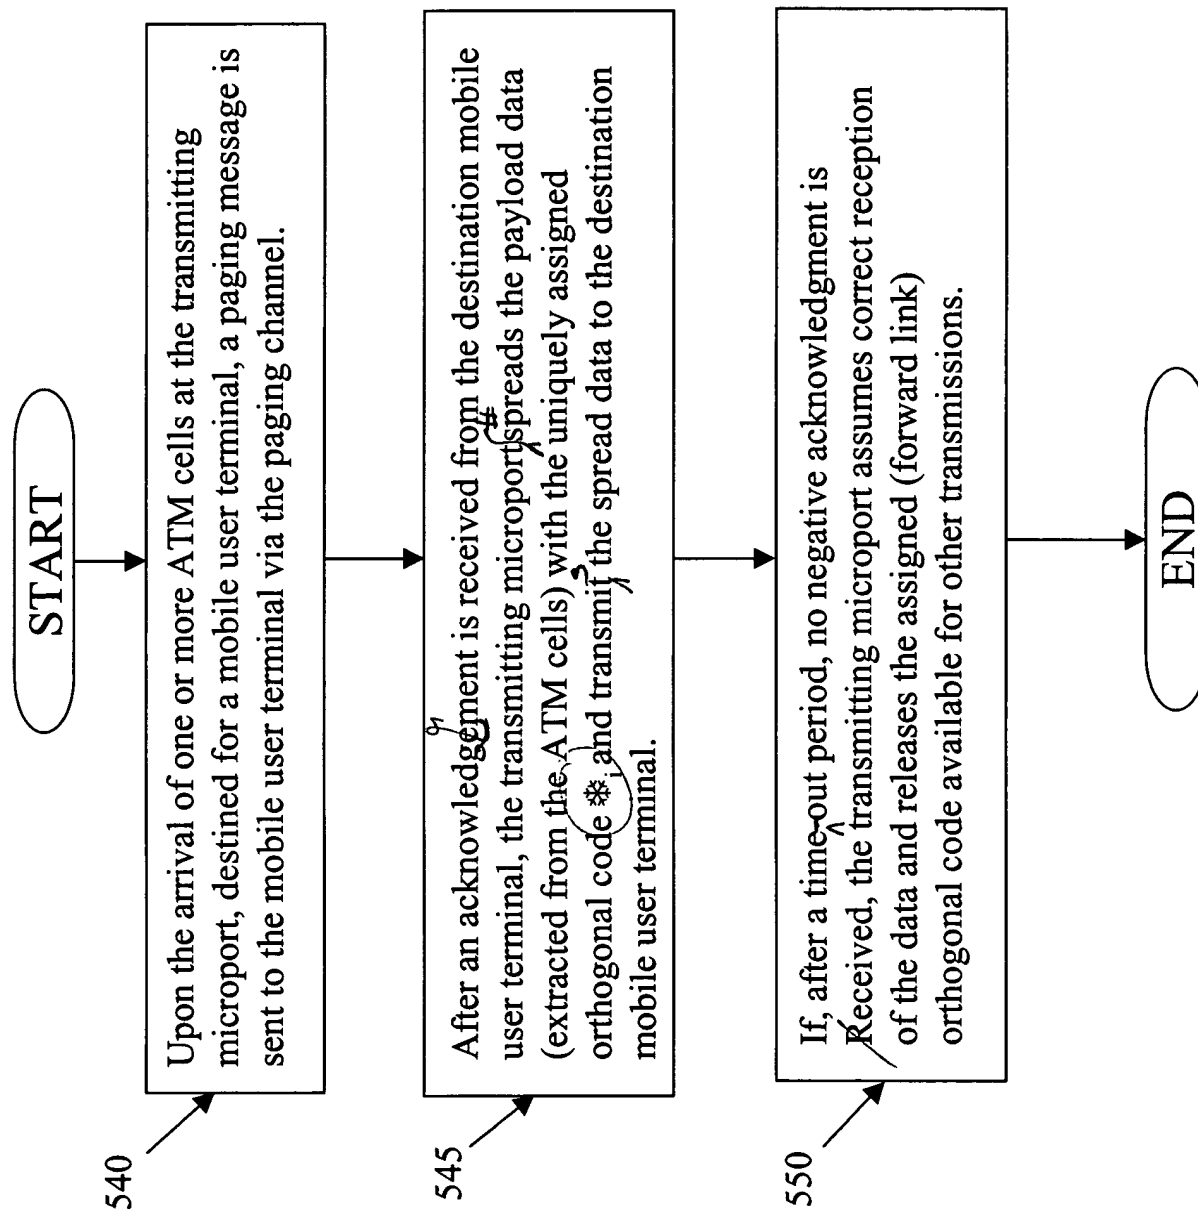 START
540
Upon the arrival of one or more ATM cells at the transmitting
microport, destined for a mobile user terminal, a paging message is
sent to the mobile user terminal via the paging channel.
545
After an acknowledgement is received from the destination mobile
user terminal, the transmitting microport spreads the payload data
(extracted from the ATM cells) with the uniquely assigned
orthogonal code ❄i and transmit s the spread data to the destination
mobile user terminal.
550
If, after a time-out period, no negative acknowledgment is
Received, the transmitting microport assumes correct reception
of the data and releases the assigned (forward link)
orthogonal code available for other transmissions.
END